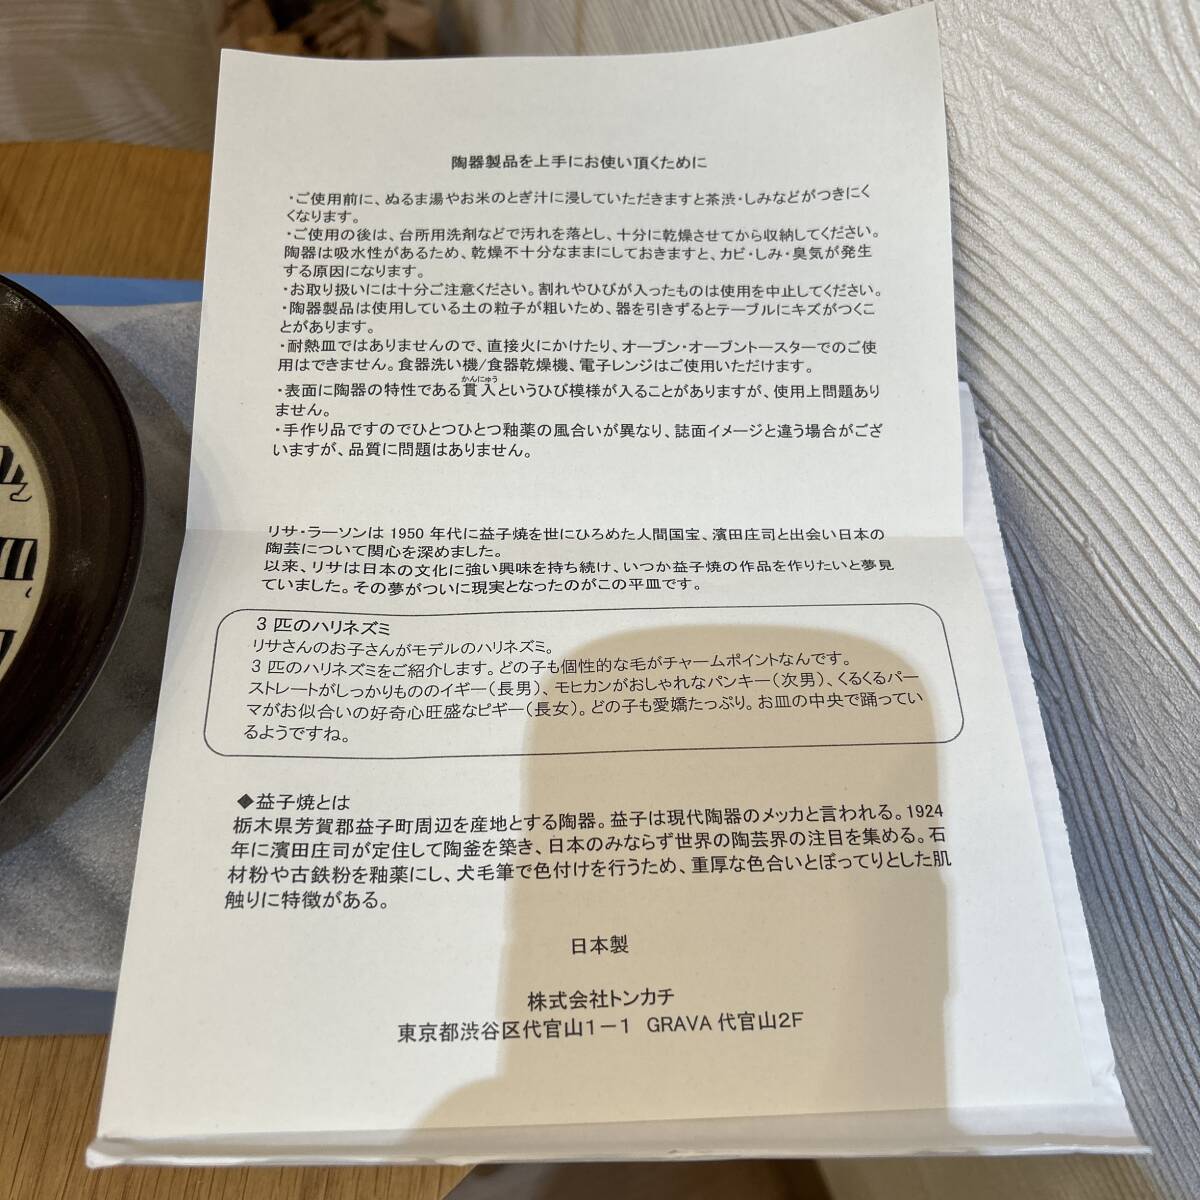 陶器製品を上手にお使い頂くために
・ご使用前に、ぬるま湯やお米のとぎ汁に浸していただきますと茶渋・しみなどがつきにく
くなります。
・ご使用の後は、台所用洗剤などで汚れを落とし、十分に乾燥させてから収納してください。
陶器は吸水性があるため、乾燥不十分なままにしておきますと、カビ・しみ・臭気が発生
する原因になります。
・お取り扱いには十分ご注意ください。割れやひびが入ったものは使用を中止してください。
・陶器製品は使用している土の粒子が粗いため、器を引きずるとテーブルにキズがつくこ
とがあります。
・耐熱皿ではありませんので、直接火にかけたり、オーブン・オーブントースターでのご使
用はできません。食器洗い機/食器乾燥機、電子レンジはご使用いただけます。
かんにゅう
・表面に陶器の特性である貫入というひび模様が入ることがありますが、使用上問題あり
ません。
・手作り品ですのでひとつひとつ釉薬の風合いが異なり、誌面イメージと違う場合がござ
いますが、品質に問題はありません。
リサ・ラーソンは 1950 年代に益子焼を世にひろめた人間国宝、濱田庄司と出会い日本の
陶芸について関心を深めました。
以来、リサは日本の文化に強い興味を持ち続け、いつか益子焼の作品を作りたいと夢見
ていました。その夢がついに現実となったのがこの平皿です。
3 匹のハリネズミ
リサさんのお子さんがモデルのハリネズミ。
3 匹のハリネズミをご紹介します。どの子も個性的な毛がチャームポイントなんです。
ストレートがしっかりもののイギー(長男)、モヒカンがおしゃれなパンキー(次男)、くるくるパー
マがお似合いの好奇心旺盛なピギー(長女)。どの子も愛嬌たっぷり。お皿の中央で踊ってい
るようですね。
◆益子焼とは
栃木県芳賀郡益子町周辺を産地とする陶器。益子は現代陶器のメッカと言われる。1924
年に濱田庄司が定住して陶釜を築き、日本のみならず世界の陶芸界の注目を集める。石
材粉や古鉄粉を釉薬にし、犬毛筆で色付けを行うため、重厚な色合いとぼってりとした肌
触りに特徴がある。
日本製
株式会社トンカチ
東京都渋谷区代官山1-1 GRAVA 代官山2F